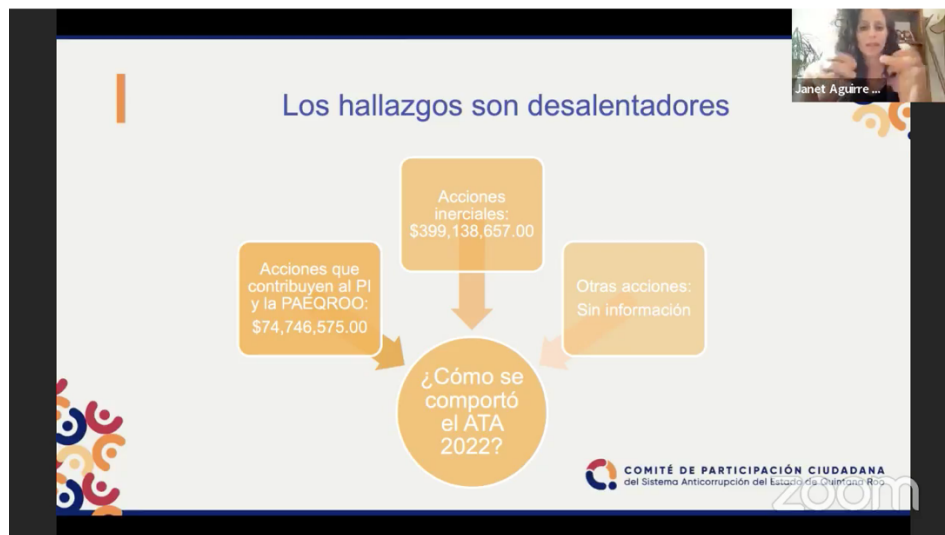 Janet Aguirre ...
Los hallazgos son desalentadores
Acciones
inerciales:
$399,138,657.00
Acciones que
contribuyen al PI
y la PAEQROO:
$74,746,575.00
Otras acciones:
Sin información
¿Cómo se
comportó
el ATA
2022?
COMITÉ DE PARTICIPACIÓN CIUDADANA
del Sistema Anticorrupción del Estado de Quintana Roo
zoom